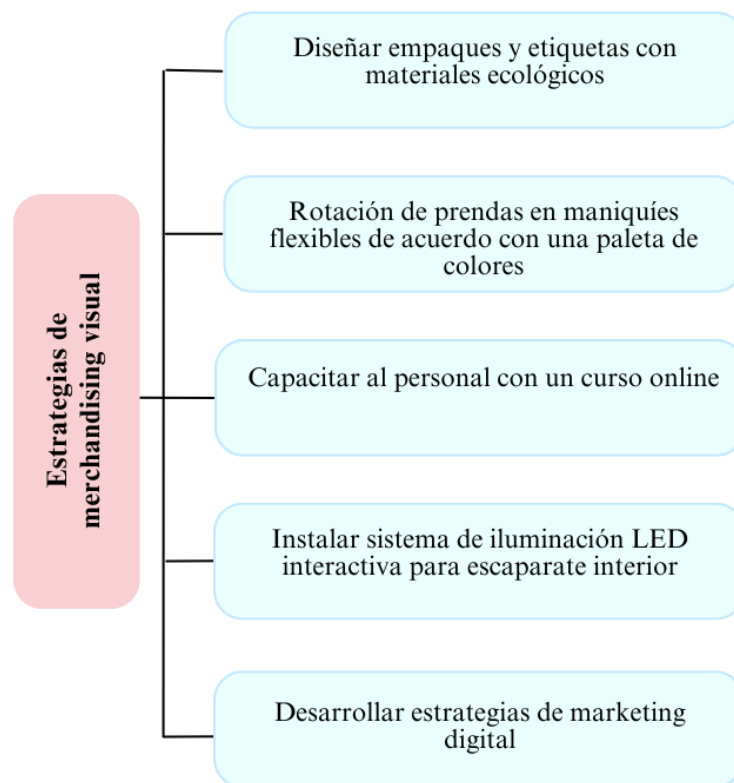 Estrategias de
merchandising visual
Diseñar empaques y etiquetas con
materiales ecológicos
Rotación de prendas en maniquíes
flexibles de acuerdo con una paleta de
colores
Capacitar al personal con un curso online
Instalar sistema de iluminación LED
interactiva para escaparate interior
Desarrollar estrategias de marketing
digital